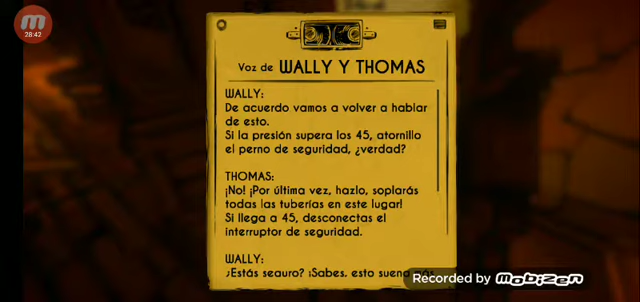 28:42
Voz de WALLY Y THOMAS
WALLY:
De acuerdo vamos a volver a hablar
de esto.
Si la presión supera los 45, atornillo
el perno de seguridad, ¿verdad?
THOMAS:
¡No! ¡Por última vez, hazlo, soplarás
todas las tuberías en este lugar!
Si llega a 45, desconectas el
interruptor de seguridad.
WALLY:
¿Estás seguro? ¡Sabes, esto suena
Recorded by mobizen